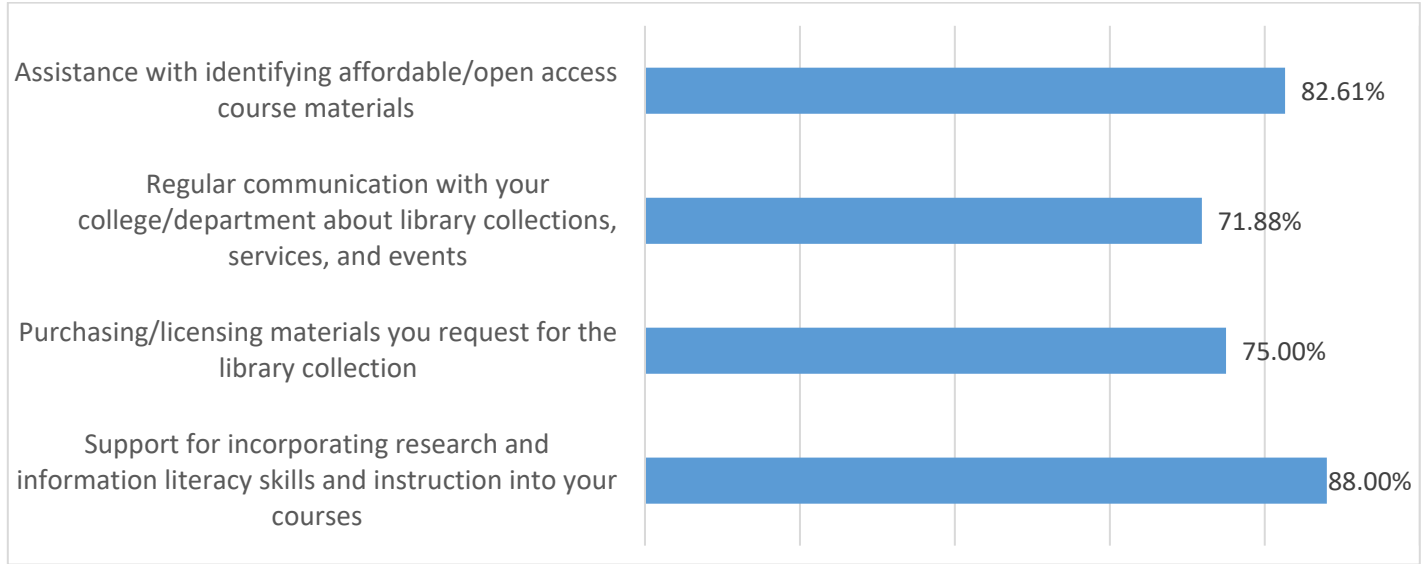 Assistance with identifying affordable/open access
course materials
82.61%
Regular communication with your
college/department about library collections,
services, and events
71.88%
Purchasing/licensing materials you request for the
library collection
75.00%
Support for incorporating research and
information literacy skills and instruction into your
courses
88.00%